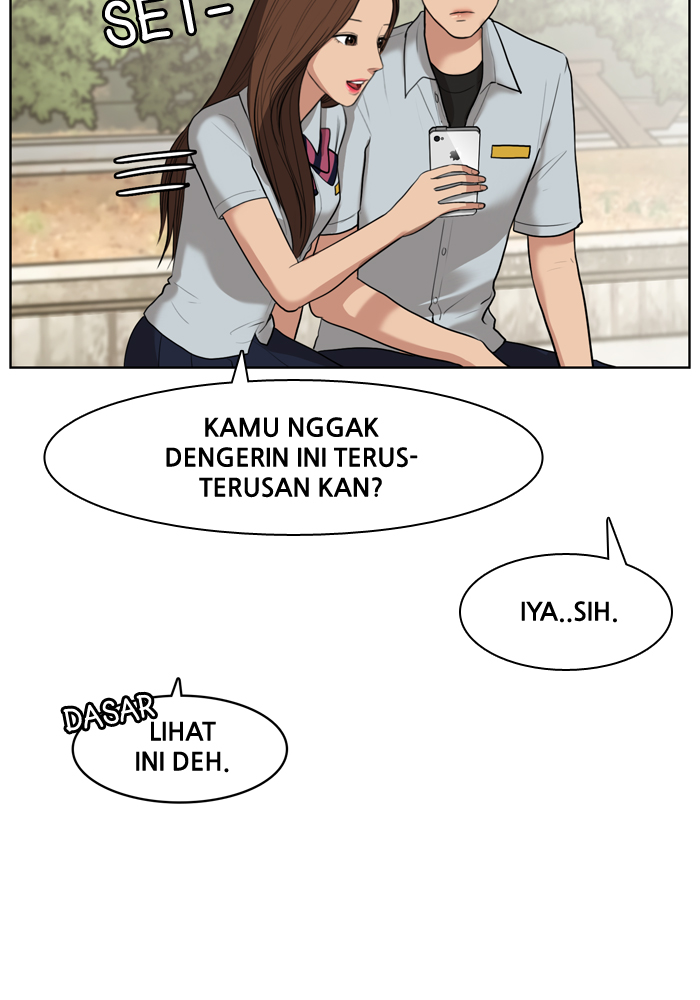 SET-
KAMU NGGAK
DENGERIN INI TERUS-
TERUSAN KAN?
IYA..SIH.
DASAR
LIHAT
INI DEH.